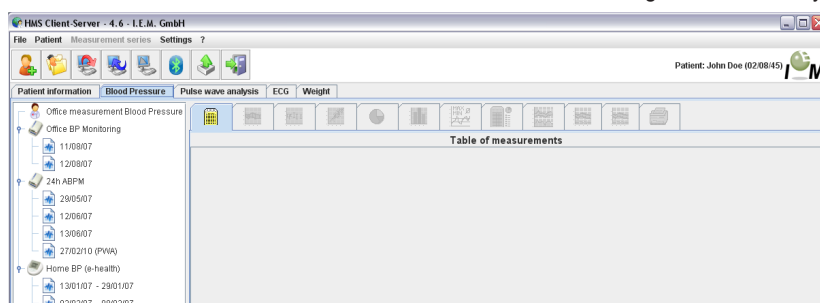 HMS Client-Server - 4.6 - I.E.M. GmbH
File Patient Measurement series Settings ?
Patient: John Doe (02/08/45)
Patient information Blood Pressure Pulse wave analysis ECG Weight
Office measurement Blood Pressure
Table of measurements
Office BP Monitoring
11/08/07
12/08/07
24h ABPM
29/05/07
12/06/07
13/06/07
27/02/10 (PWA)
Home BP (e-health)
13/01/07 - 29/01/07